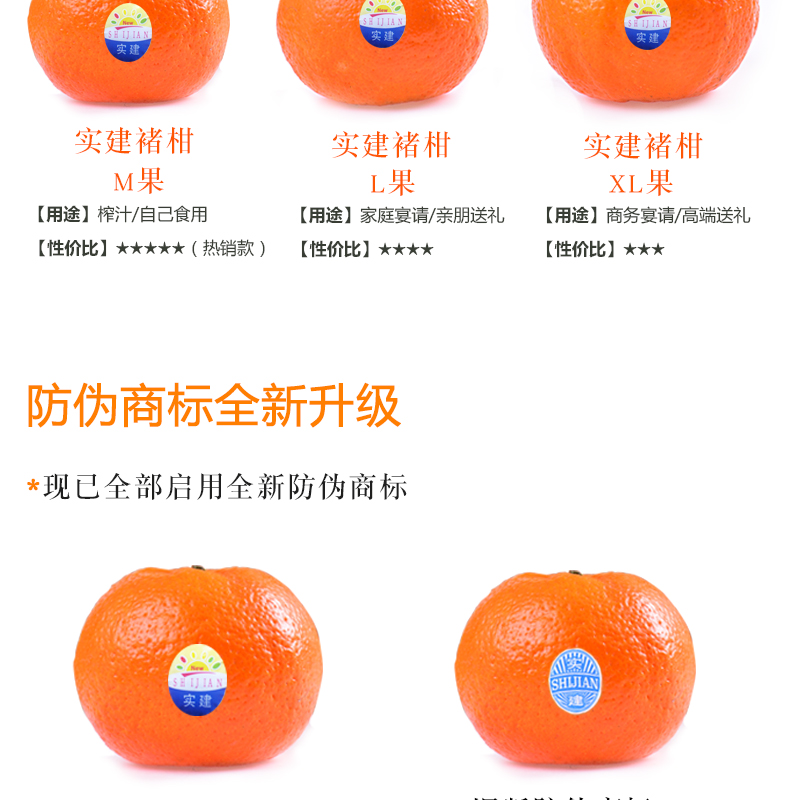 New
SHIJIAN
实建
New
SHIJIAN
实建
New
SHIJIAN
实建
实建褚柑
M果
【用途】榨汁/自己食用
【性价比】★★★★★（热销款）
实建褚柑
L果
【用途】家庭宴请/亲朋送礼
【性价比】★★★★
实建褚柑
XL果
【用途】商务宴请/高端送礼
【性价比】★★★
防伪商标全新升级
*现已全部启用全新防伪商标
New
SHIJIAN
实建
实
SHIJIAN
建